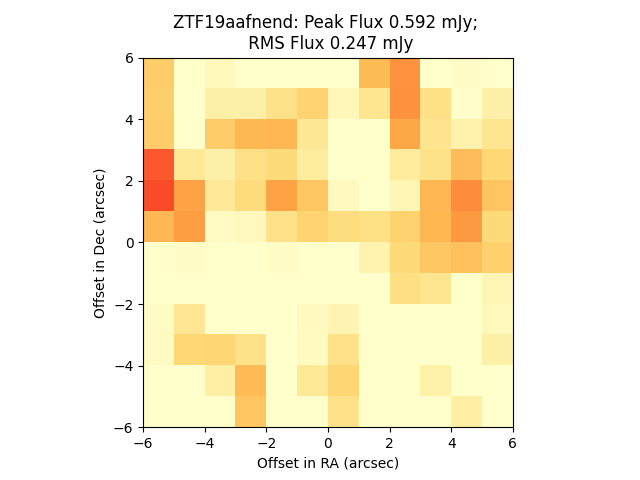 ZTF19aafnend: Peak Flux 0.592 mJy;
RMS Flux 0.247 mJy
6
4
2
0
−2
−4
−6
Offset in Dec (arcsec)
−6 −4 −2 0 2 4 6
Offset in RA (arcsec)